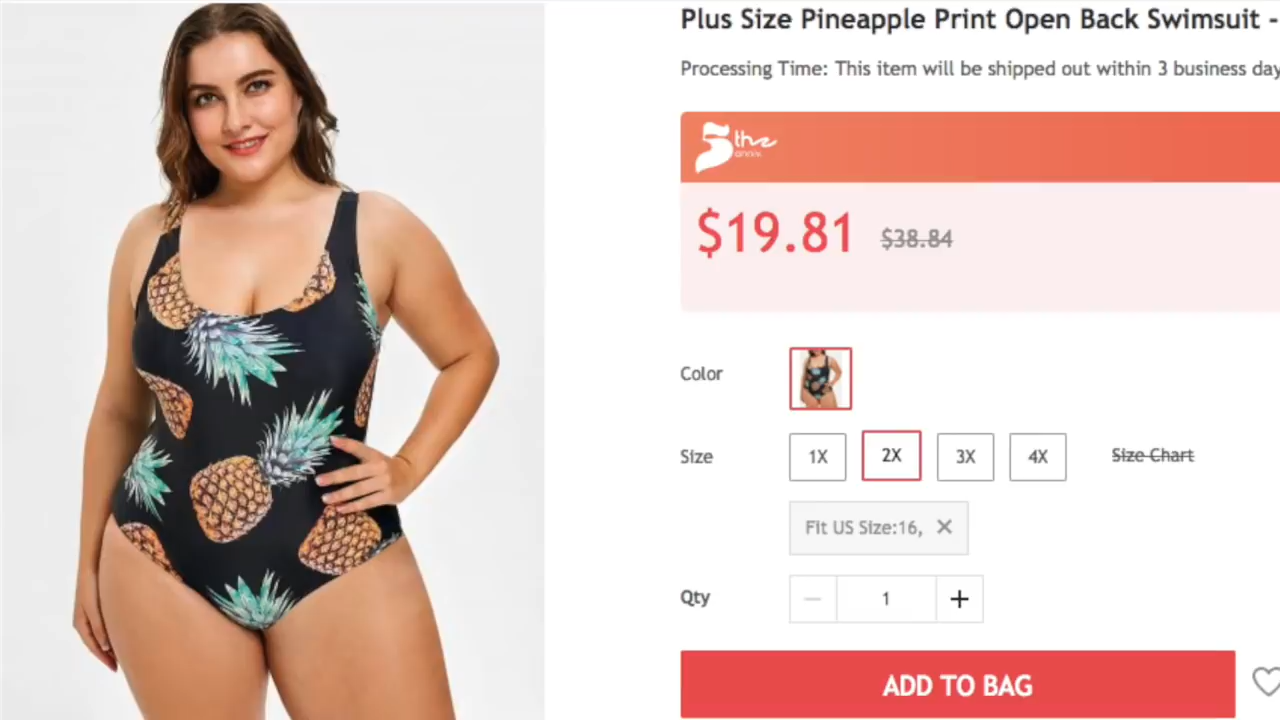 Plus Size Pineapple Print Open Back Swimsuit -
Processing Time: This item will be shipped out within 3 business day
5the
anniv
$19.81 $38.84
Color
Size 1X 2X 3X 4X Size Chart
Fit US Size:16, ×
Qty − 1 +
ADD TO BAG